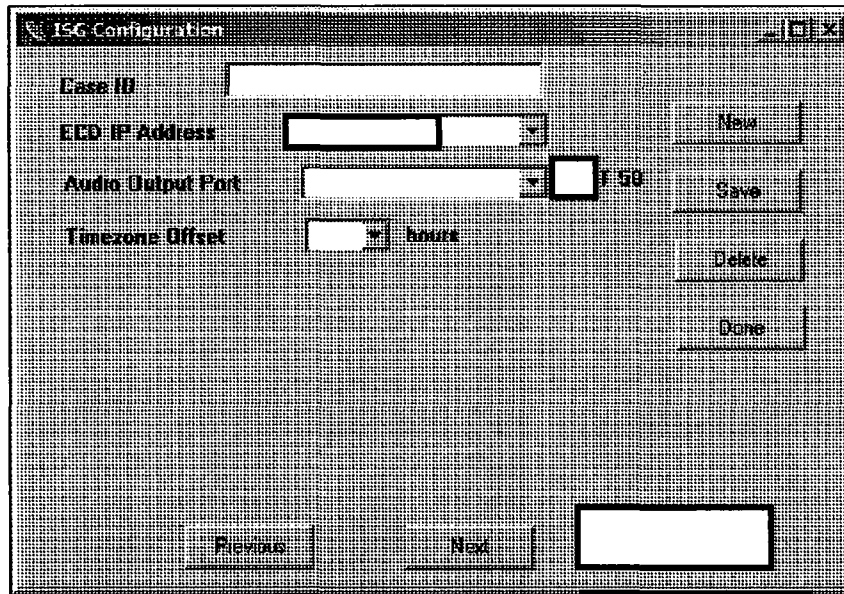 ISG Configuration
Case ID
ECD IP Address
New
Audio Output Port
T 50
Save
Timezone Offset
hours
Delete
Done
Previous
Next